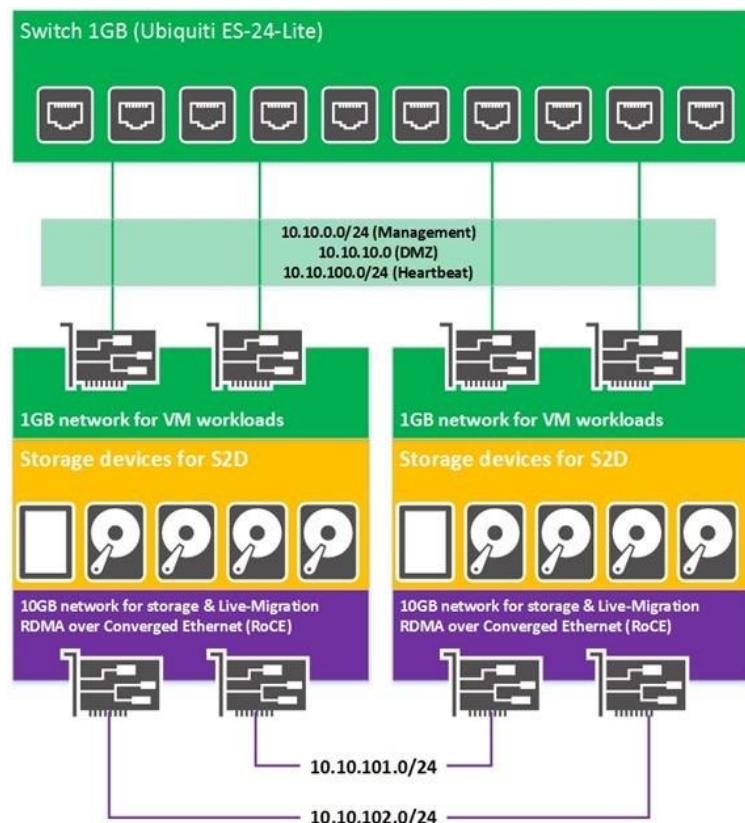 Switch 1GB (Ubiquiti ES-24-Lite)
10.10.0.0/24 (Management)
10.10.10.0 (DMZ)
10.10.100.0/24 (Heartbeat)
1GB network for VM workloads
Storage devices for S2D
10GB network for storage & Live-Migration
RDMA over Converged Ethernet (RoCE)
1GB network for VM workloads
Storage devices for S2D
10GB network for storage & Live-Migration
RDMA over Converged Ethernet (RoCE)
10.10.101.0/24
10.10.102.0/24